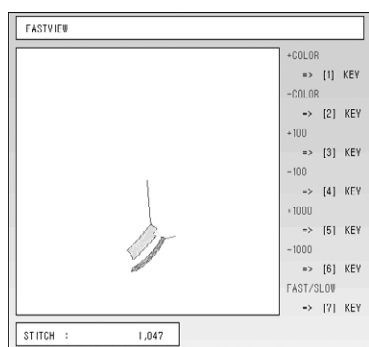 FASTVIEW
+COLOR
=> [1] KEY
-COLOR
=> [2] KEY
+100
=> [3] KEY
-100
=> [4] KEY
+1000
=> [5] KEY
-1000
=> [6] KEY
FAST/SLOW
=> [7] KEY
STITCH : 1,047